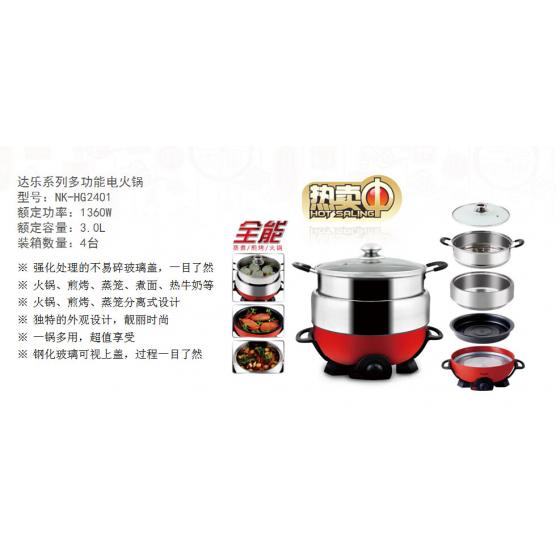 达乐系列多功能电火锅
型号：NK-HG2401
额定功率：1360W
额定容量：3.0L
装箱数量：4台
※ 强化处理的不易碎玻璃盖，一目了然
※ 火锅、煎烤、蒸笼、煮面、热牛奶等
※ 火锅、煎烤、蒸笼分离式设计
※ 独特的外观设计，靓丽时尚
※ 一锅多用，超值享受
※ 钢化玻璃可视上盖，过程一目了然
热卖中
HOT SALING
全能
蒸煮/煎烤/火锅